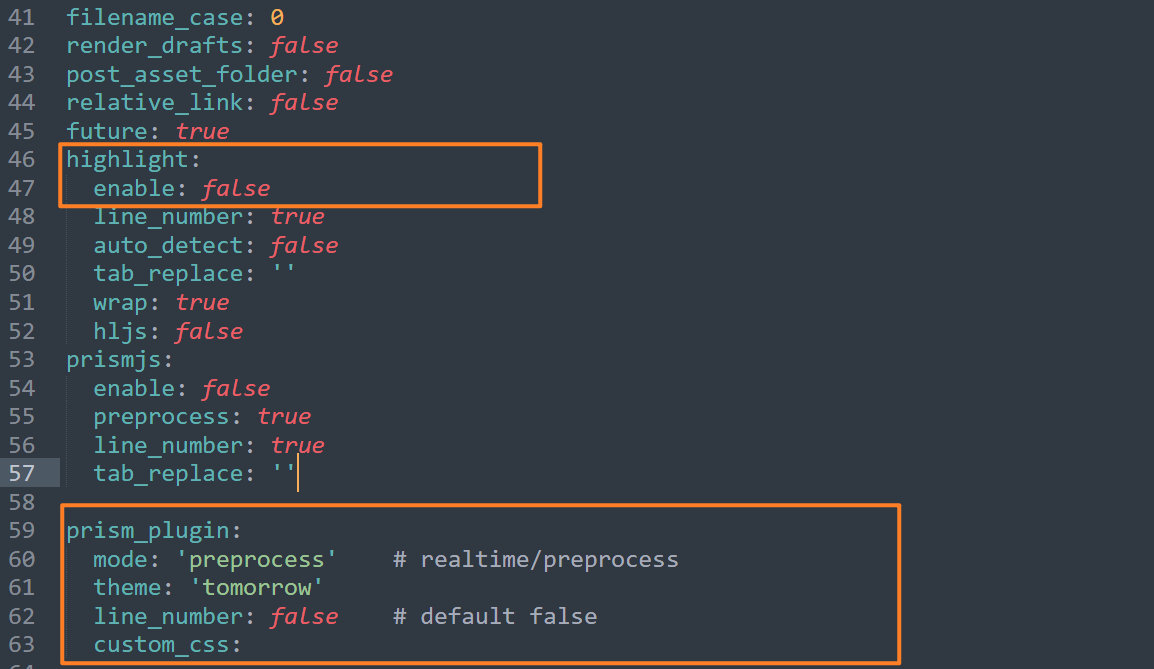 41 filename_case: 0
42 render_drafts: false
43 post_asset_folder: false
44 relative_link: false
45 future: true
46 highlight:
47   enable: false
48   line_number: true
49   auto_detect: false
50   tab_replace: ''
51   wrap: true
52   hljs: false
53 prismjs:
54   enable: false
55   preprocess: true
56   line_number: true
57   tab_replace: ''
58
59 prism_plugin:
60   mode: 'preprocess'    # realtime/preprocess
61   theme: 'tomorrow'
62   line_number: false    # default false
63   custom_css: